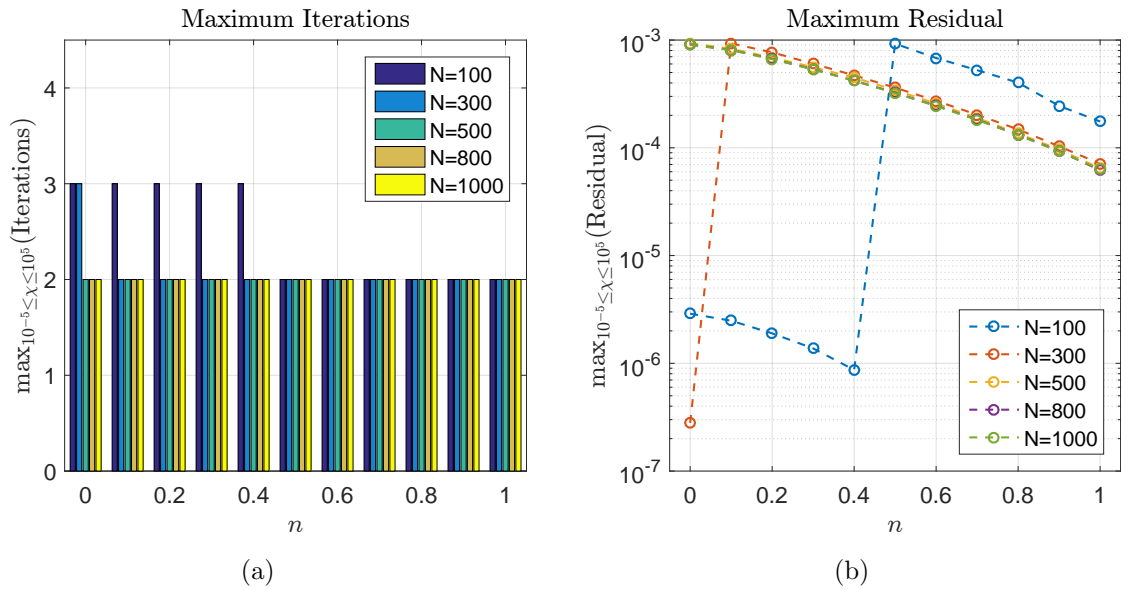 Maximum Iterations
max₁₀⁻⁵≤χ≤₁₀⁵(Iterations)
4
3
2
1
0
N=100
N=300
N=500
N=800
N=1000
0 0.2 0.4 0.6 0.8 1
n
(a)
Maximum Residual
max₁₀⁻⁵≤χ≤₁₀⁵(Residual)
10⁻³
10⁻⁴
10⁻⁵
10⁻⁶
10⁻⁷
N=100
N=300
N=500
N=800
N=1000
0 0.2 0.4 0.6 0.8 1
n
(b)